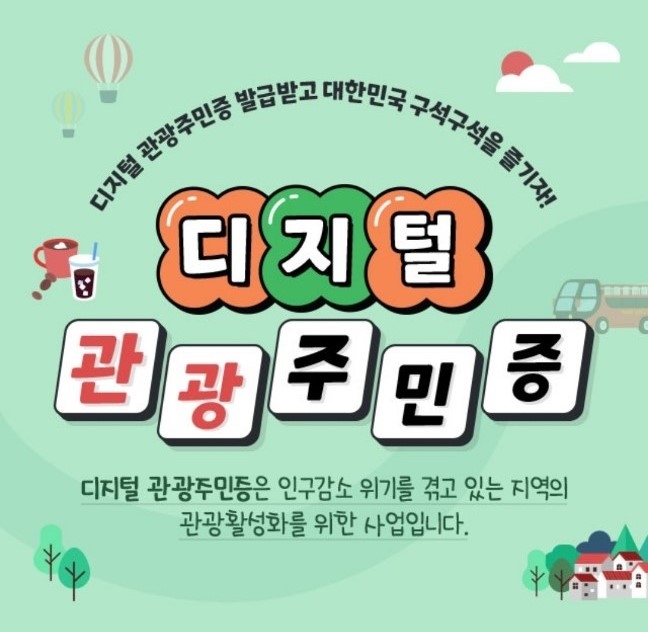 디지털 관광주민증 발급받고 대한민국 구석구석을 즐기자!
디지털
관광주민증
디지털 관광주민증은 인구감소 위기를 겪고 있는 지역의
관광활성화를 위한 사업입니다.